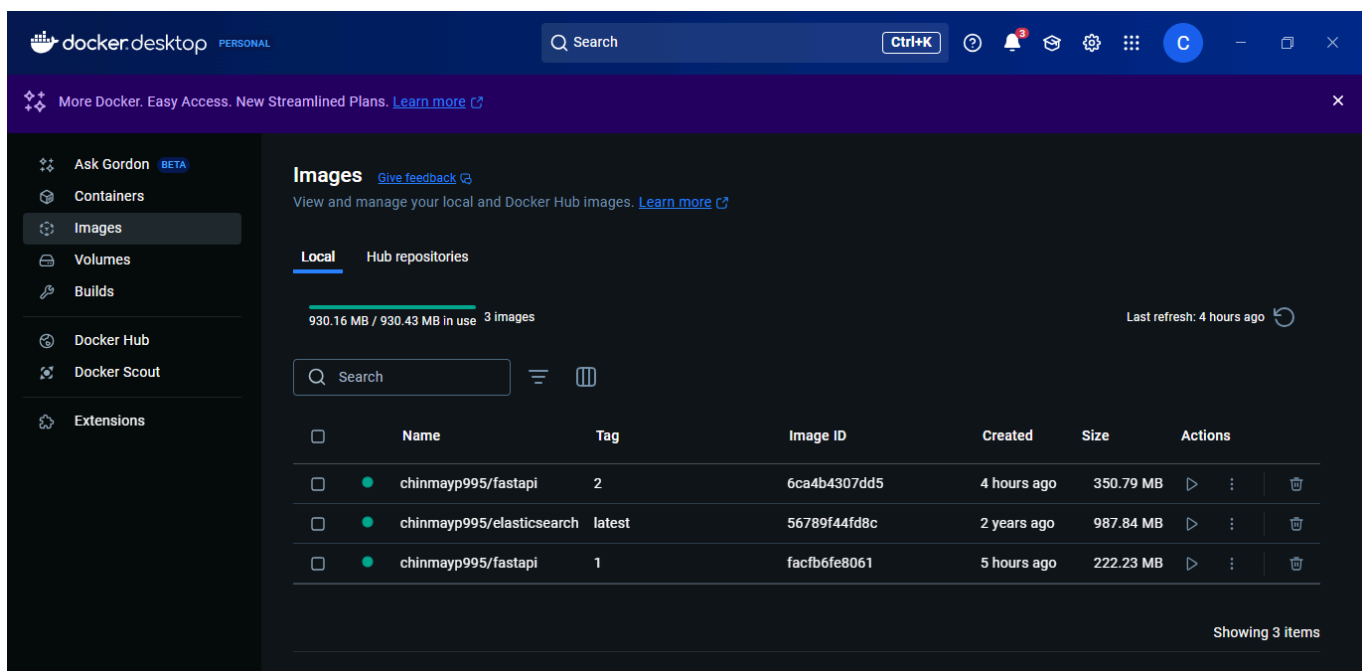 docker.desktop PERSONAL Search Ctrl+K 3 C
More Docker. Easy Access. New Streamlined Plans. Learn more
Ask Gordon BETA
Containers
Images
Volumes
Builds
Docker Hub
Docker Scout
Extensions
Images Give feedback
View and manage your local and Docker Hub images. Learn more
Local Hub repositories
930.16 MB / 930.43 MB in use 3 images Last refresh: 4 hours ago
Search
Name Tag Image ID Created Size Actions
chinmayp995/fastapi 2 6ca4b4307dd5 4 hours ago 350.79 MB
chinmayp995/elasticsearch latest 56789f44fd8c 2 years ago 987.84 MB
chinmayp995/fastapi 1 facfb6fe8061 5 hours ago 222.23 MB
Showing 3 items